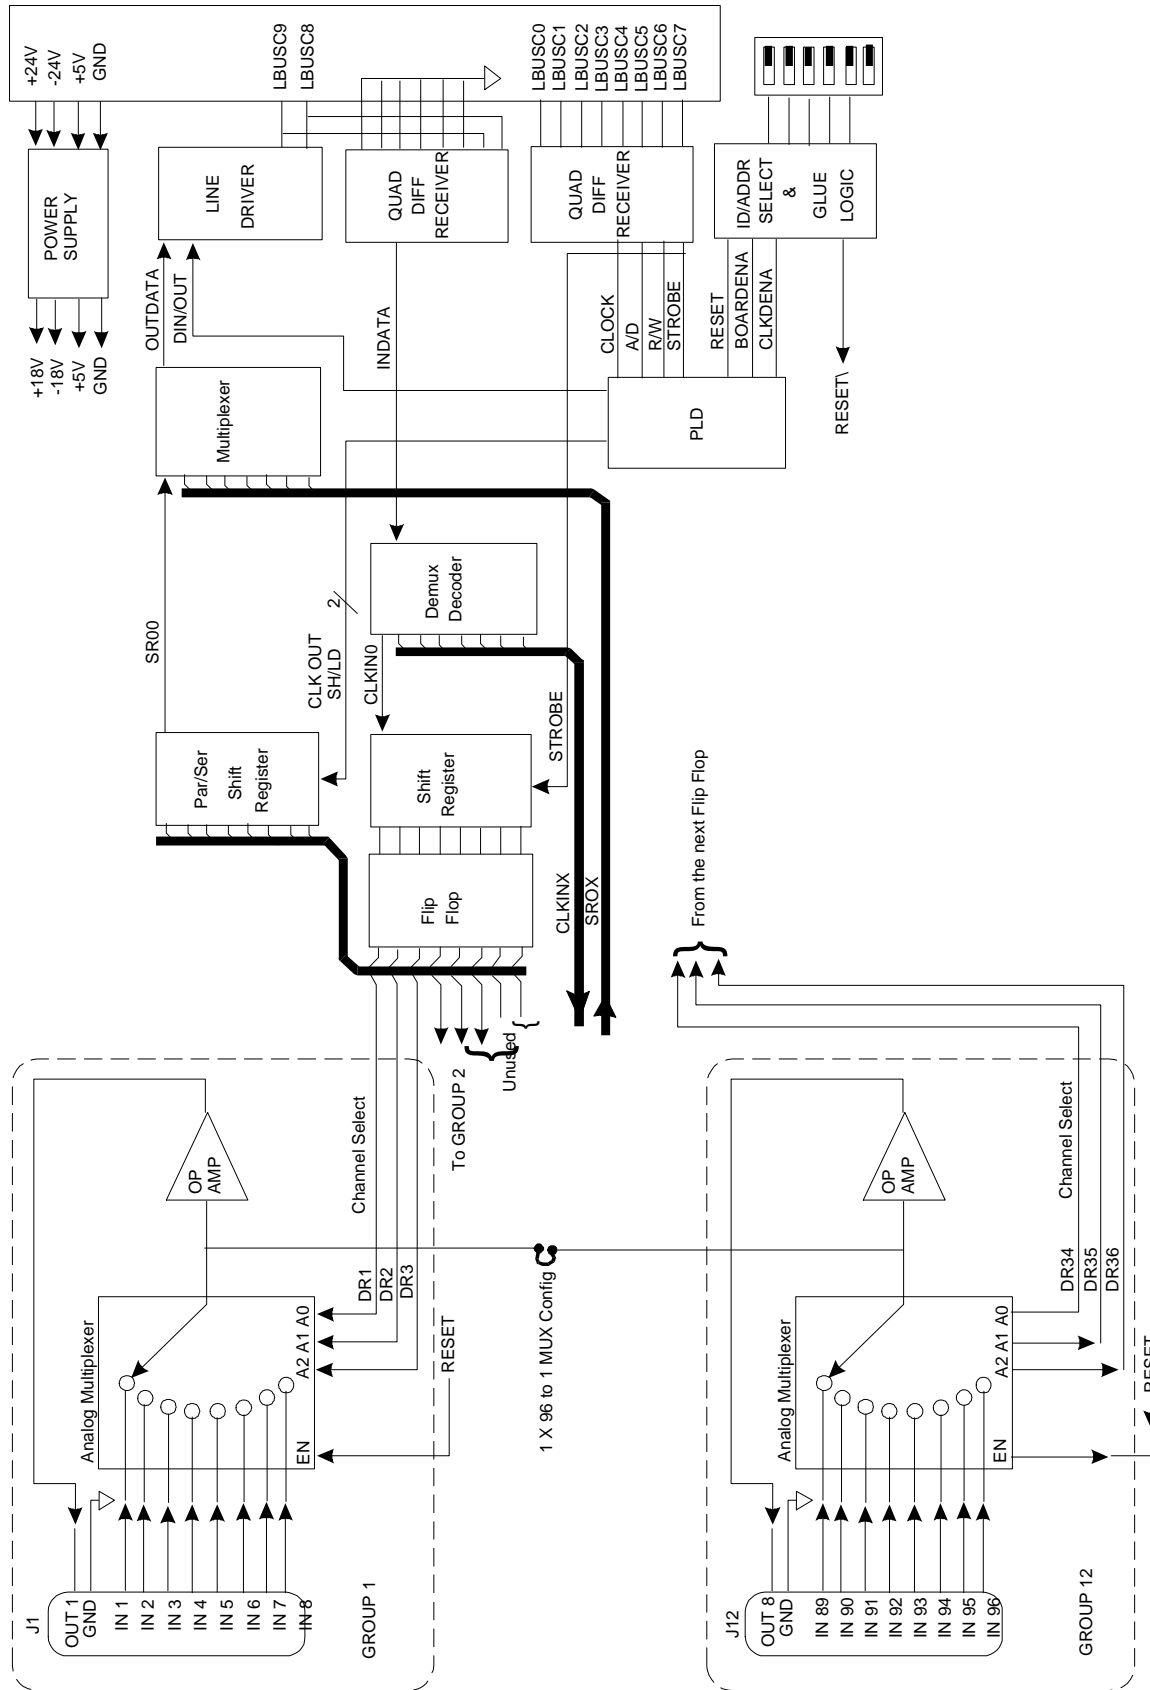 +24V
-24V
+5V
GND
LBUSC9
LBUSC8
LBUSC0
LBUSC1
LBUSC2
LBUSC3
LBUSC4
LBUSC5
LBUSC6
LBUSC7
POWER
SUPPLY
LINE
DRIVER
QUAD
DIFF
RECEIVER
QUAD
DIFF
RECEIVER
ID/ADDR
SELECT
&
GLUE
LOGIC
+18V
-18V
+5V
GND
OUTDATA
DIN/OUT
INDATA
CLOCK
A/D
R/W
STROBE
RESET
BOARDENA
CLKDENA
RESET\
Multiplexer
PLD
SR00
CLK OUT
SH/LD
2
Demux
Decoder
CLKIN0
STROBE
Par/Ser
Shift
Register
Shift
Register
Flip
Flop
CLKINX
SROX
From the next Flip Flop
To GROUP 2
Unused
OP
AMP
Channel Select
DR1
DR2
DR3
Analog Multiplexer
A2 A1 A0
EN
RESET
1 X 96 to 1 MUX Config
J1
OUT 1
GND
IN 1
IN 2
IN 3
IN 4
IN 5
IN 6
IN 7
IN 8
GROUP 1
OP
AMP
Channel Select
DR34
DR35
DR36
Analog Multiplexer
A2 A1 A0
EN
RESET
J12
OUT 8
GND
IN 89
IN 90
IN 91
IN 92
IN 93
IN 94
IN 95
IN 96
GROUP 12